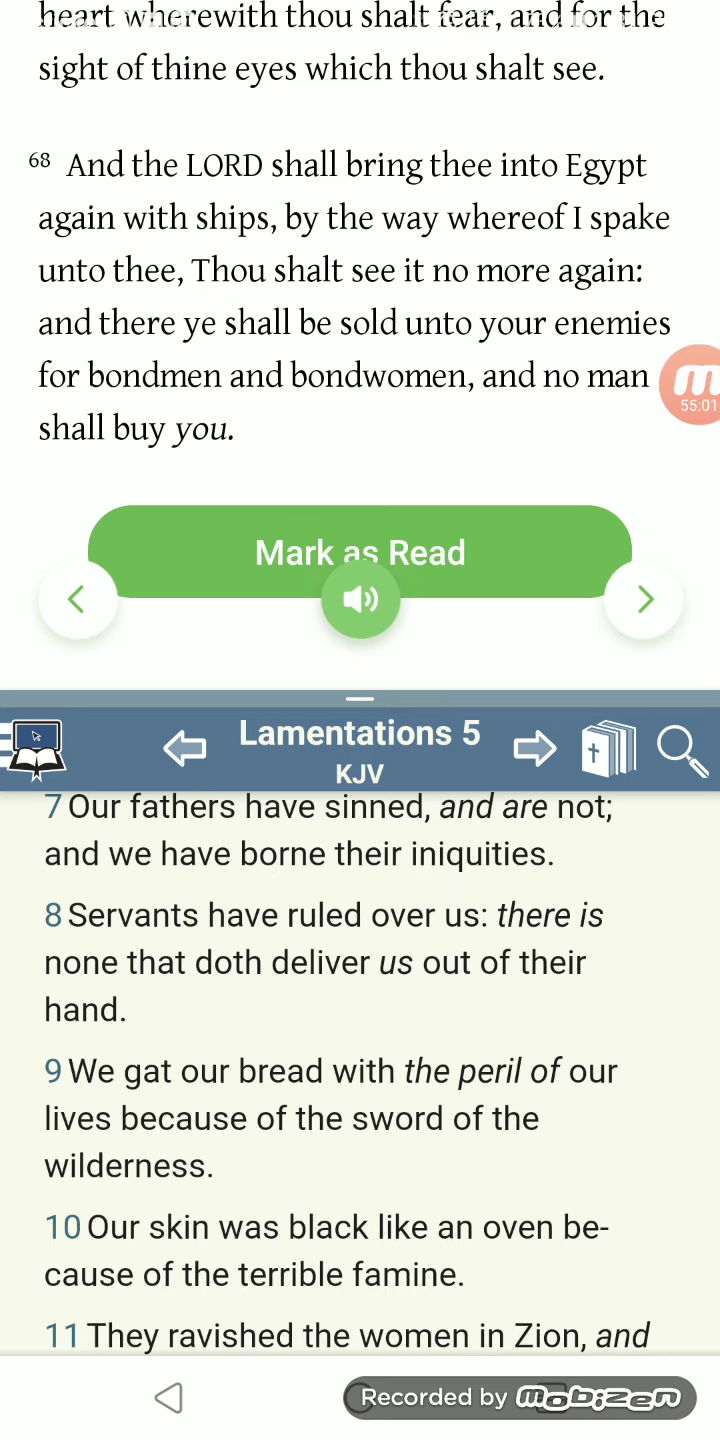 heart wherewith thou shalt fear, and for the
sight of thine eyes which thou shalt see.
68 And the LORD shall bring thee into Egypt
again with ships, by the way whereof I spake
unto thee, Thou shalt see it no more again:
and there ye shall be sold unto your enemies
for bondmen and bondwomen, and no man
shall buy you.
55:01
Mark as Read
Lamentations 5
KJV
7 Our fathers have sinned, and are not;
and we have borne their iniquities.
8 Servants have ruled over us: there is
none that doth deliver us out of their
hand.
9 We gat our bread with the peril of our
lives because of the sword of the
wilderness.
10 Our skin was black like an oven be-
cause of the terrible famine.
11 They ravished the women in Zion, and
Recorded by mobizen